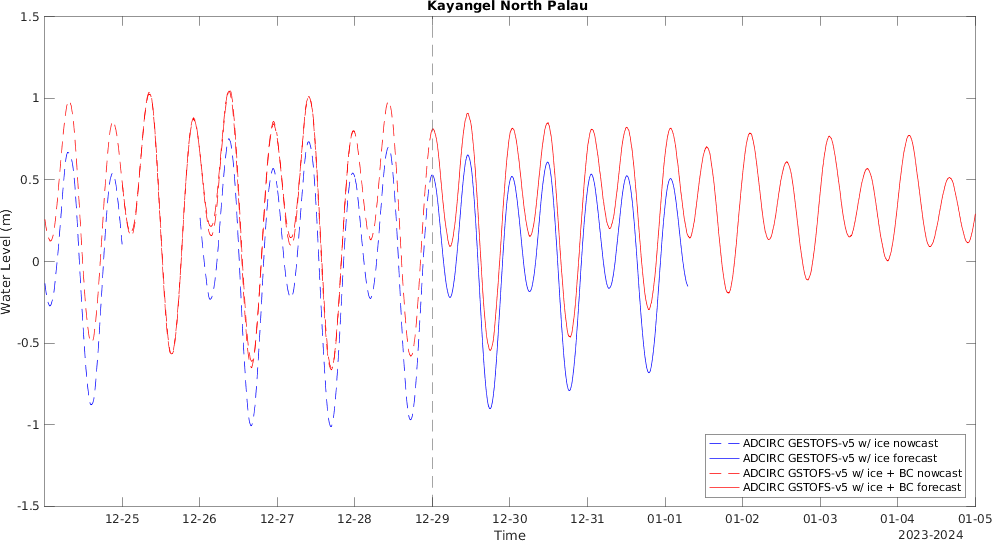 Kayangel North Palau
1.5
1
0.5
0
-0.5
-1
-1.5
Water Level (m)
12-25
12-26
12-27
12-28
12-29
12-30
12-31
01-01
01-02
01-03
01-04
01-05
Time
2023-2024
ADCIRC GESTOFS-v5 w/ ice nowcast
ADCIRC GESTOFS-v5 w/ ice forecast
ADCIRC GSTOFS-v5 w/ ice + BC nowcast
ADCIRC GSTOFS-v5 w/ ice + BC forecast